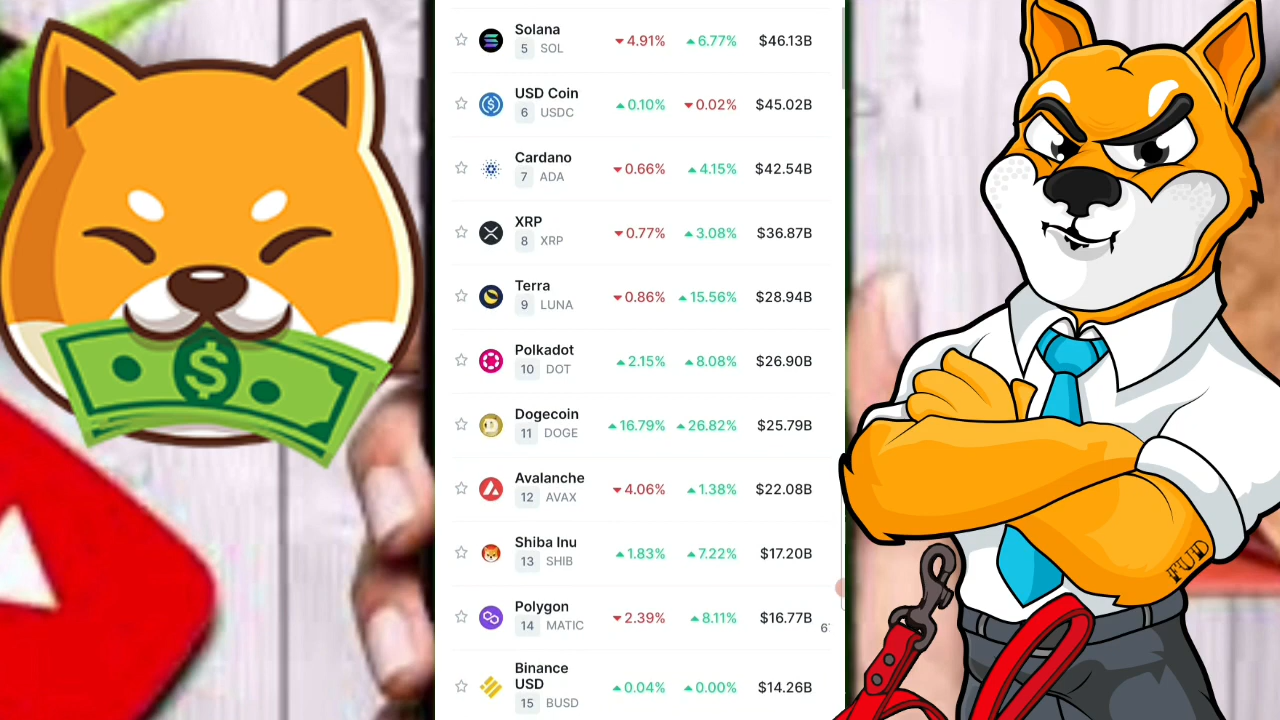 Solana
5 SOL 4.91% 6.77% $46.13B
USD Coin
6 USDC 0.10% 0.02% $45.02B
Cardano
7 ADA 0.66% 4.15% $42.54B
XRP
8 XRP 0.77% 3.08% $36.87B
Terra
9 LUNA 0.86% 15.56% $28.94B
Polkadot
10 DOT 2.15% 8.08% $26.90B
Dogecoin
11 DOGE 16.79% 26.82% $25.79B
Avalanche
12 AVAX 4.06% 1.38% $22.08B
Shiba Inu
13 SHIB 1.83% 7.22% $17.20B
Polygon
14 MATIC 2.39% 8.11% $16.77B
Binance
USD
15 BUSD 0.04% 0.00% $14.26B
$
FUD